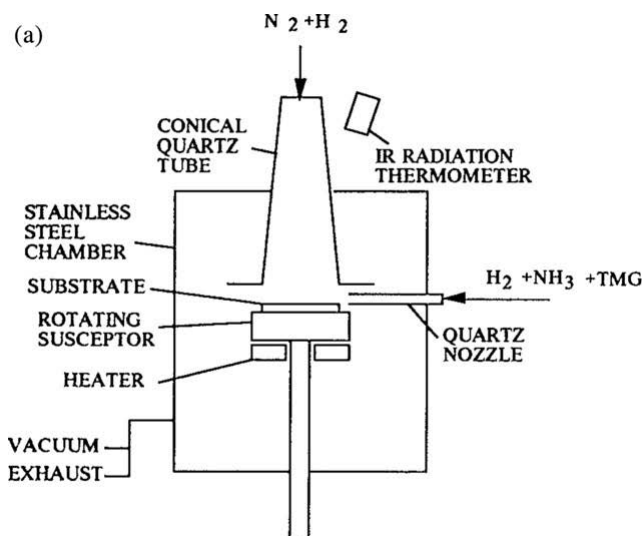 (a)
N 2 +H 2
CONICAL
QUARTZ
TUBE
IR RADIATION
THERMOMETER
STAINLESS
STEEL
CHAMBER
H2 +NH3 +TMG
SUBSTRATE
ROTATING
SUSCEPTOR
QUARTZ
NOZZLE
HEATER
VACUUM
EXHAUST